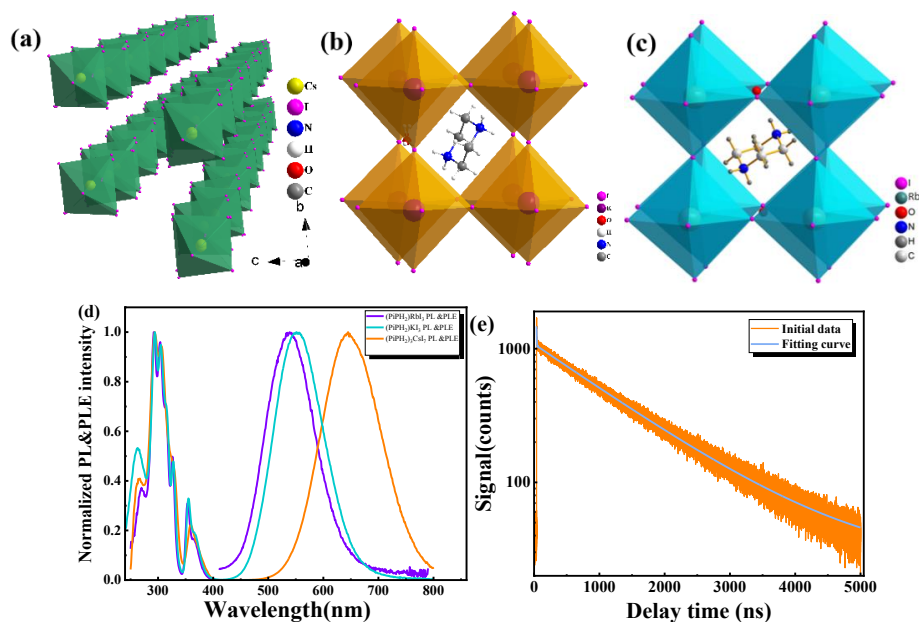 (a)
Cs
I
N
H
O
C
b
c
a
(b)
I
K
O
H
N
C
(c)
I
Rb
O
N
H
C
(d)
(PiPH₂)RbI₃ PL &PLE
(PiPH₂)KI₃ PL &PLE
(PiPH₂)₃CsI₇ PL &PLE
1.0
0.8
0.6
0.4
0.2
0.0
Normalized PL&PLE intensity
300 400 500 600 700 800
Wavelength(nm)
(e)
Initial data
Fitting curve
1000
100
Signal(counts)
0 1000 2000 3000 4000 5000
Delay time (ns)